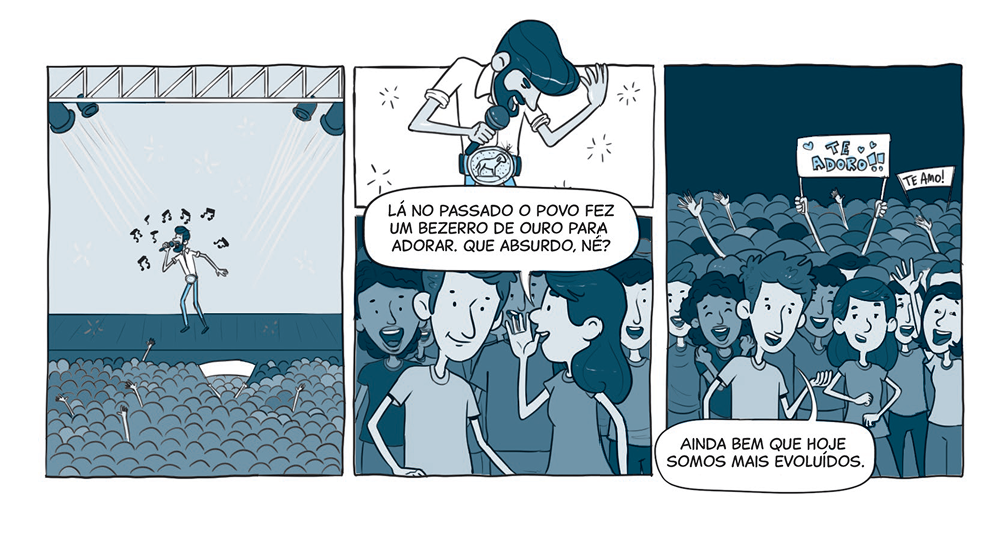 LÁ NO PASSADO O POVO FEZ
UM BEZERRO DE OURO PARA
ADORAR. QUE ABSURDO, NÉ?
TE
ADORO!!
TE AMO!
AINDA BEM QUE HOJE
SOMOS MAIS EVOLUÍDOS.